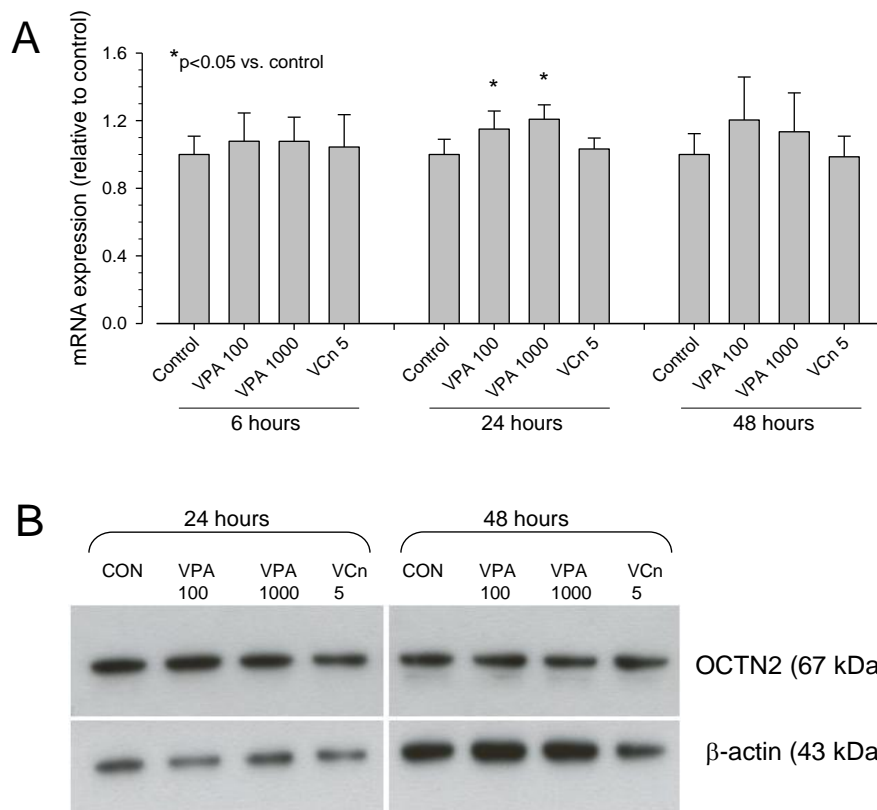 A
*p<0.05 vs. control
mRNA expression (relative to control)
1.6
1.2
0.8
0.4
0.0
Control
VPA 100
VPA 1000
VCn 5
Control
VPA 100
VPA 1000
VCn 5
Control
VPA 100
VPA 1000
VCn 5
* *
6 hours
24 hours
48 hours
B
24 hours
48 hours
CON VPA VPA VCn CON VPA VPA VCn
100 1000 5 100 1000 5
OCTN2 (67 kDa
β-actin (43 kDa